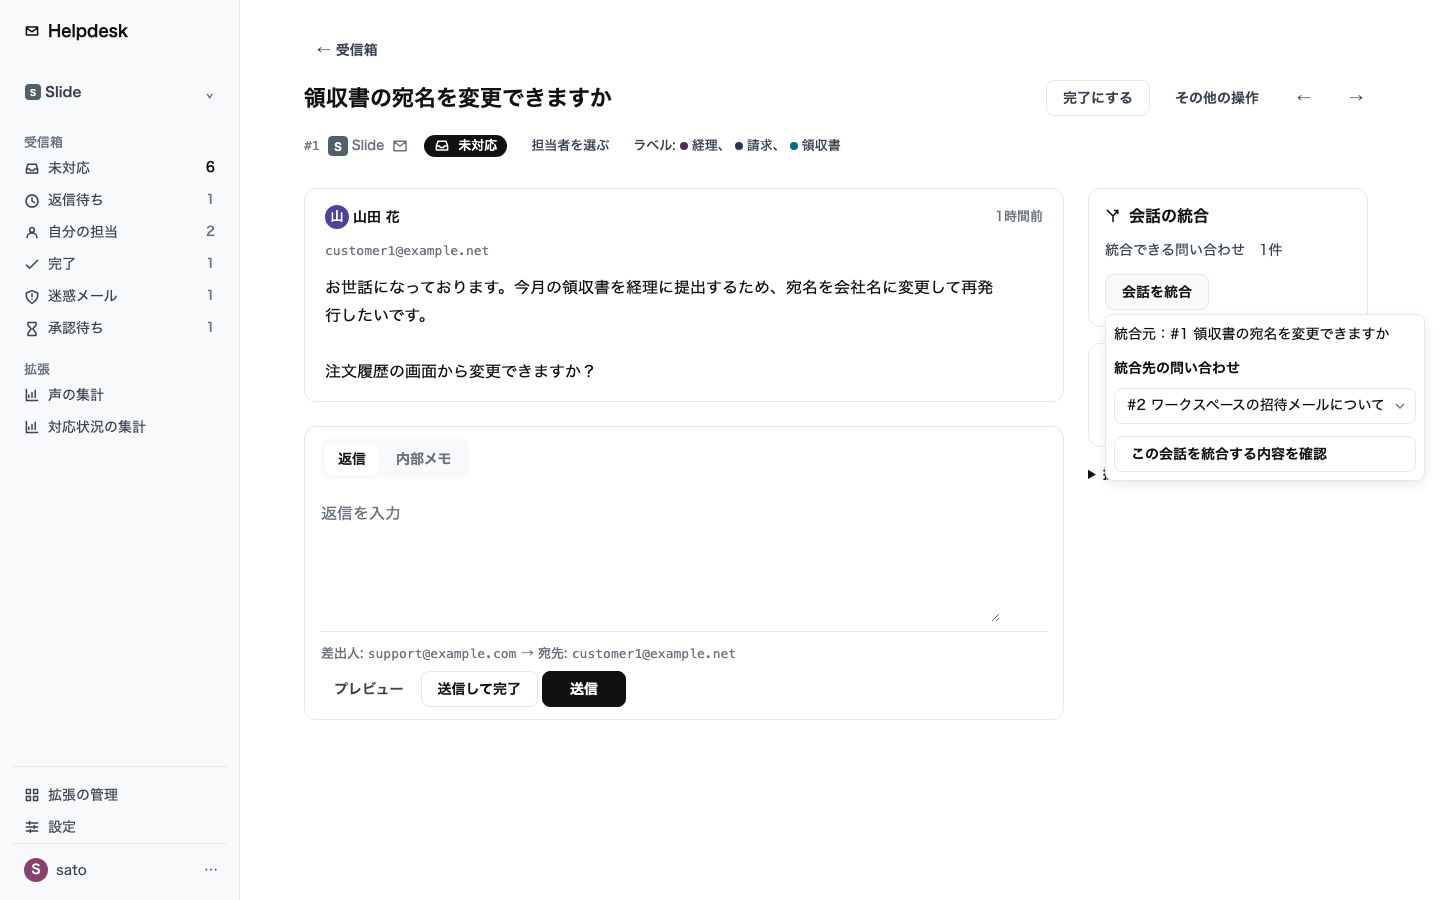 Helpdesk
S Slide
受信箱
未対応 6
返信待ち 1
自分の担当 2
完了 1
迷惑メール 1
承認待ち 1
拡張
声の集計
対応状況の集計
拡張の管理
設定
S sato ...
← 受信箱
領収書の宛名を変更できますか
完了にする その他の操作 ← →
#1 S Slide 未対応 担当者を選ぶ ラベル: 経理、 請求、 領収書
山 山田 花 1時間前
customer1@example.net
お世話になっております。今月の領収書を経理に提出するため、宛名を会社名に変更して再発
行したいです。
注文履歴の画面から変更できますか？
返信 内部メモ
返信を入力
差出人: support@example.com → 宛先: customer1@example.net
プレビュー 送信して完了 送信
会話の統合
統合できる問い合わせ 1件
会話を統合
統合元：#1 領収書の宛名を変更できますか
統合先の問い合わせ
#2 ワークスペースの招待メールについて
この会話を統合する内容を確認